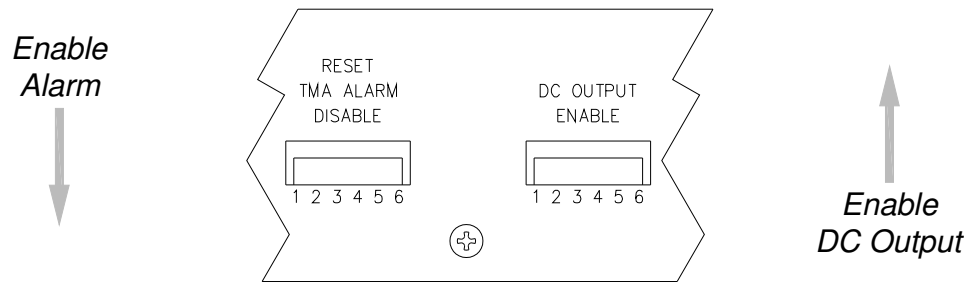 Enable
Alarm
RESET
TMA ALARM
DISABLE
1 2 3 4 5 6
DC OUTPUT
ENABLE
1 2 3 4 5 6
Enable
DC Output